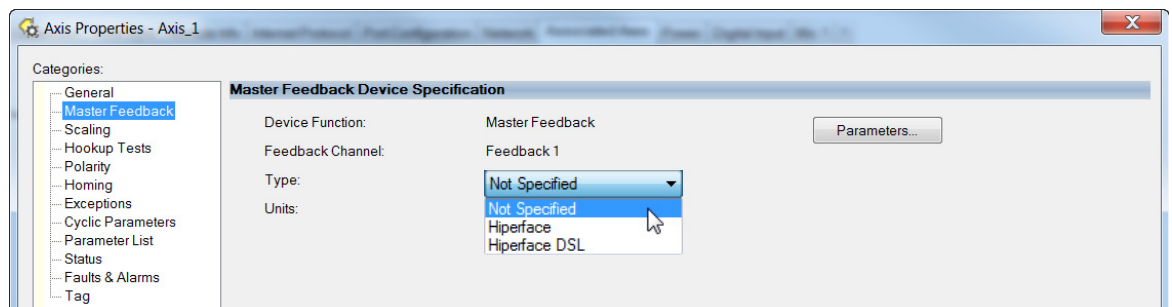 Axis Properties - Axis_1
Categories:
General
Master Feedback
Scaling
Hookup Tests
Polarity
Homing
Exceptions
Cyclic Parameters
Parameter List
Status
Faults & Alarms
Tag
Master Feedback Device Specification
Device Function: Master Feedback
Parameters...
Feedback Channel: Feedback 1
Type: Not Specified
Units:
Not Specified
Hiperface
Hiperface DSL